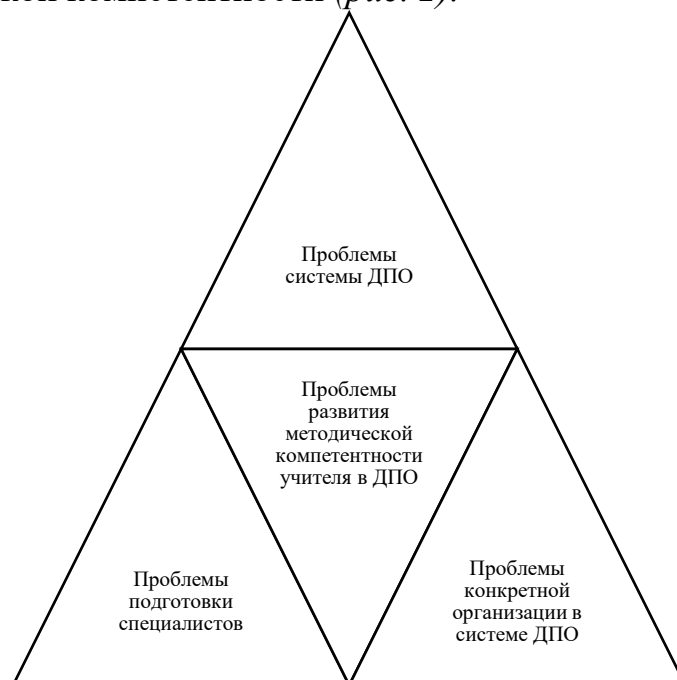 Проблемы
системы ДПО
Проблемы
развития
методической
компетентности
учителя в ДПО
Проблемы
подготовки
специалистов
Проблемы
конкретной
организации в
системе ДПО